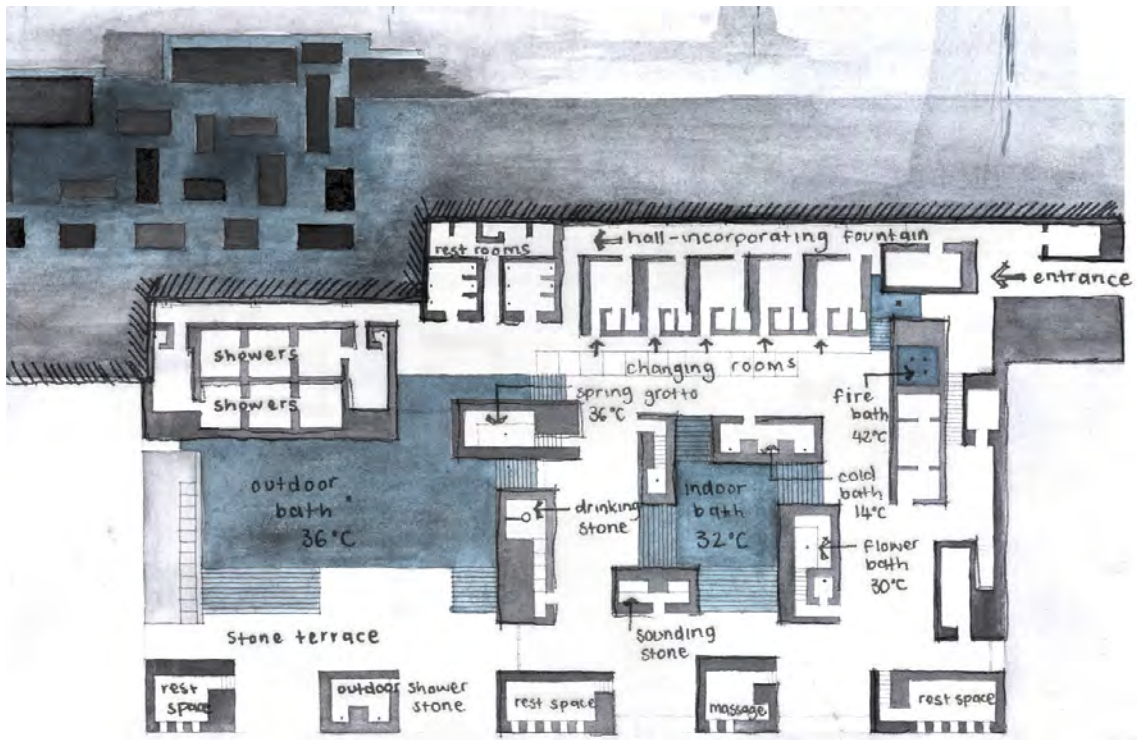 rest rooms
hall-incorporating fountain
entrance
showers
showers
changing rooms
spring grotto
36°C
fire
bath
42°C
outdoor
bath
36°C
indoor
bath
32°C
cold
bath
14°C
drinking
stone
flower
bath
30°C
stone terrace
sounding
stone
rest
space
outdoor shower
stone
rest space
massage
rest space